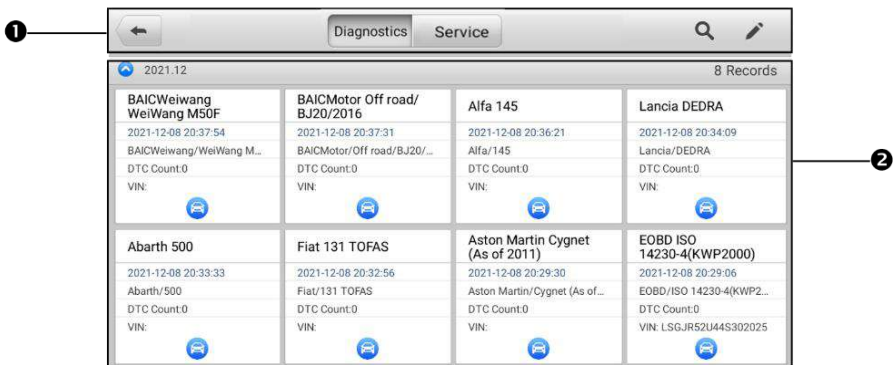 ❶
Diagnostics Service
2021.12 8 Records
❷
BAICWeiwang
WeiWang M50F
2021-12-08 20:37:54
BAICWeiwang/WeiWang M...
DTC Count:0
VIN:
BAICMotor Off road/
BJ20/2016
2021-12-08 20:37:31
BAICMotor/Off road/BJ20/...
DTC Count:0
VIN:
Alfa 145
2021-12-08 20:36:21
Alfa/145
DTC Count:0
VIN:
Lancia DEDRA
2021-12-08 20:34:09
Lancia/DEDRA
DTC Count:0
VIN:
Abarth 500
2021-12-08 20:33:33
Abarth/500
DTC Count:0
VIN:
Fiat 131 TOFAS
2021-12-08 20:32:56
Fiat/131 TOFAS
DTC Count:0
VIN:
Aston Martin Cygnet
(As of 2011)
2021-12-08 20:29:30
Aston Martin/Cygnet (As of...
DTC Count:0
VIN:
EOBD ISO
14230-4(KWP2000)
2021-12-08 20:29:06
EOBD/ISO 14230-4(KWP2...
DTC Count:0
VIN: LSGJR52U44S302025